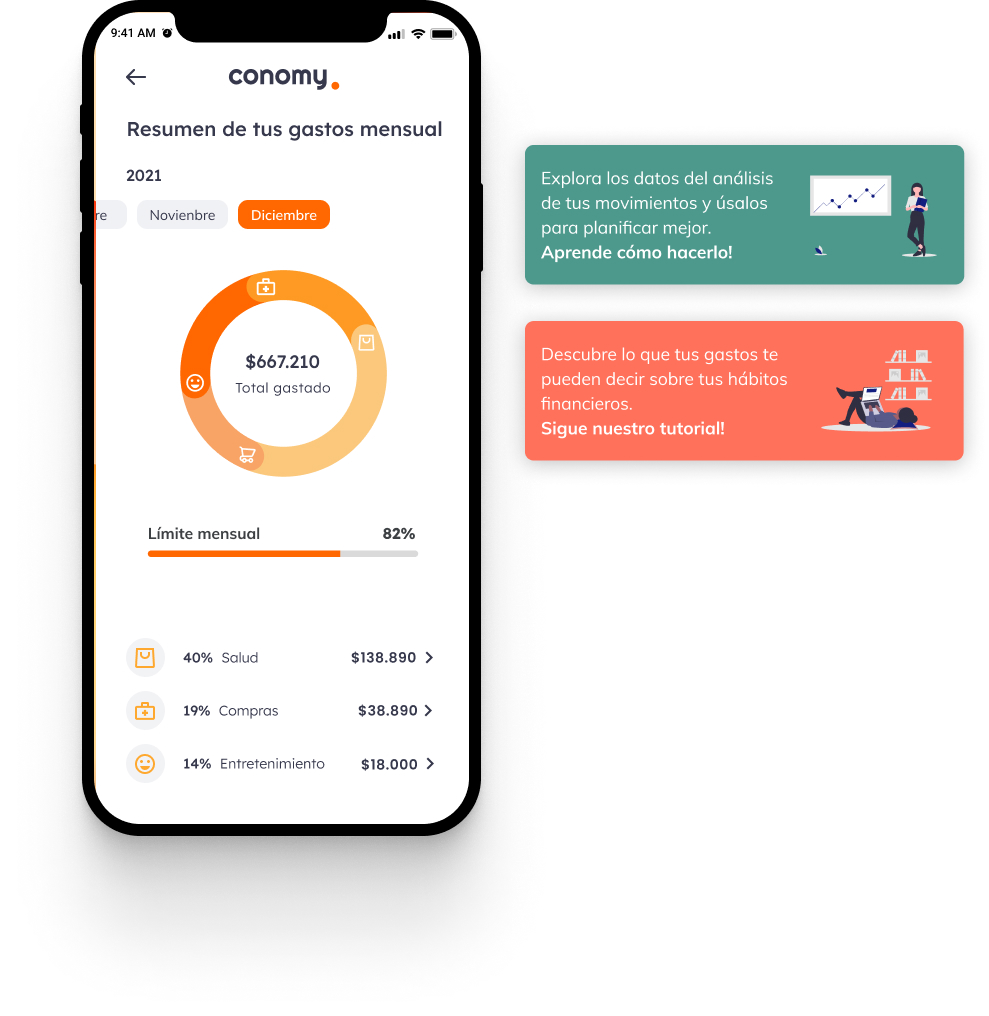 9:41 AM
conomy.
Resumen de tus gastos mensual
2021
re Novienbre Diciembre
$667.210
Total gastado
Límite mensual 82%
40% Salud $138.890
19% Compras $38.890
14% Entretenimiento $18.000
Explora los datos del análisis
de tus movimientos y úsalos
para planificar mejor.
Aprende cómo hacerlo!
Descubre lo que tus gastos te
pueden decir sobre tus hábitos
financieros.
Sigue nuestro tutorial!